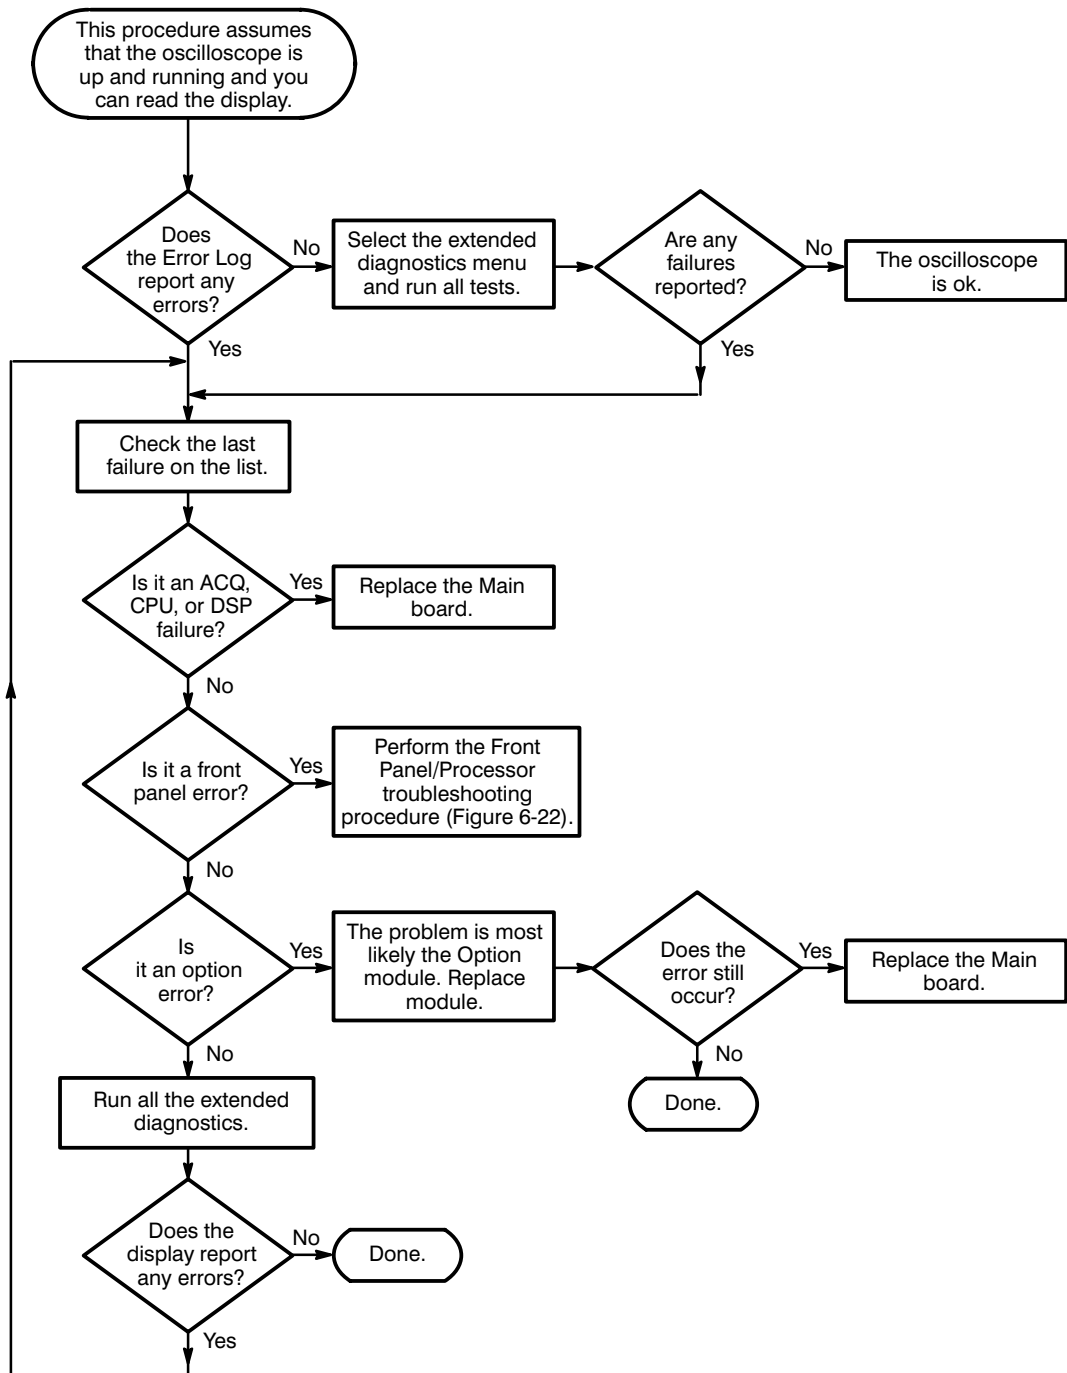 This procedure assumes
that the oscilloscope is
up and running and you
can read the display.
Does
the Error Log
report any
errors?
No
Select the extended
diagnostics menu
and run all tests.
Are any
failures
reported?
No
The oscilloscope
is ok.
Yes
Yes
Check the last
failure on the list.
Is it an ACQ,
CPU, or DSP
failure?
Yes
Replace the Main
board.
No
Is it a front
panel error?
Yes
Perform the Front
Panel/Processor
troubleshooting
procedure (Figure 6-22).
No
Is
it an option
error?
Yes
The problem is most
likely the Option
module. Replace
module.
Does the
error still
occur?
Yes
Replace the Main
board.
No
No
Done.
Run all the extended
diagnostics.
Does the
display report
any errors?
No
Done.
Yes